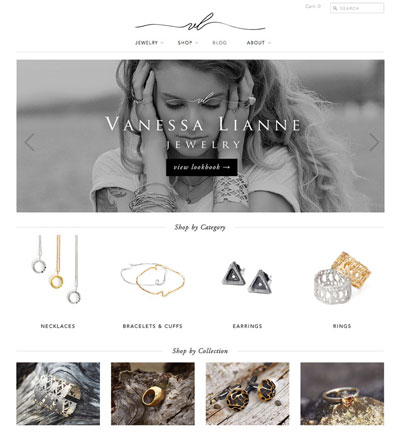 Cart: 0
SEARCH
vl
JEWELRY
SHOP
BLOG
ABOUT
vl
VANESSA LIANNE
JEWELRY
view lookbook →
Shop by Category
NECKLACES
BRACELETS & CUFFS
EARRINGS
RINGS
Shop by Collection